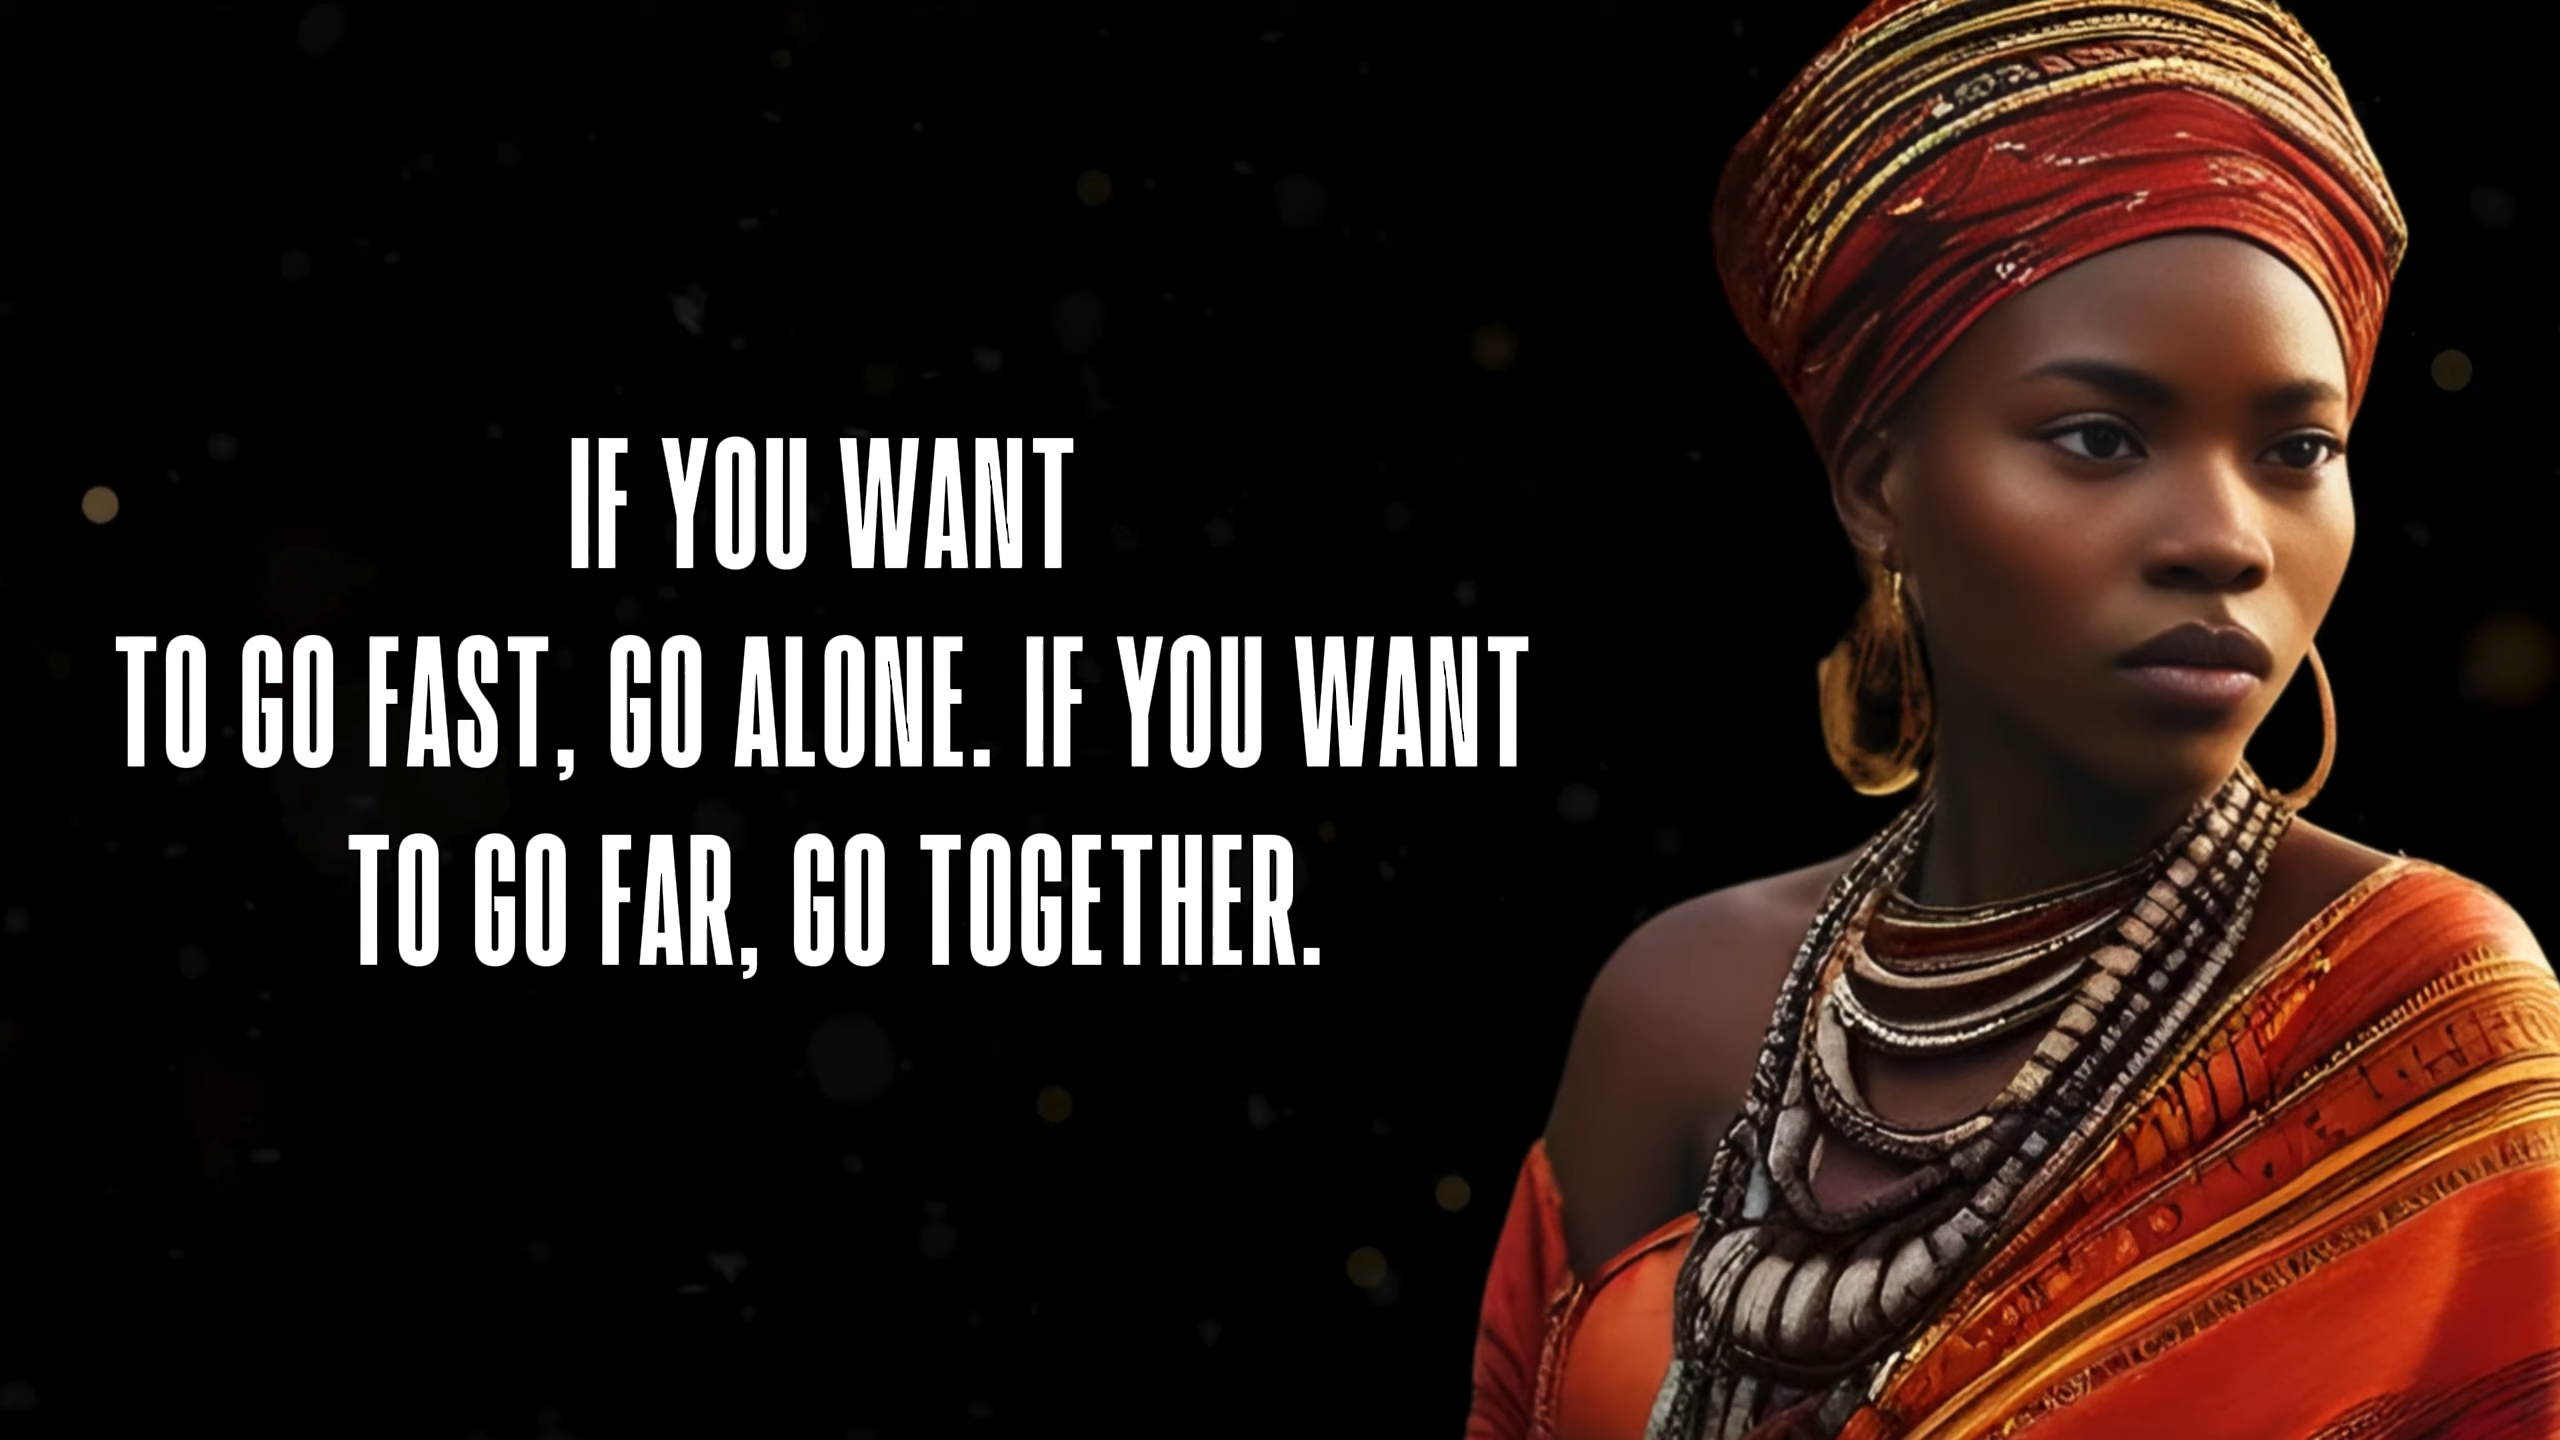 IF YOU WANT
TO GO FAST, GO ALONE. IF YOU WANT
TO GO FAR, GO TOGETHER.